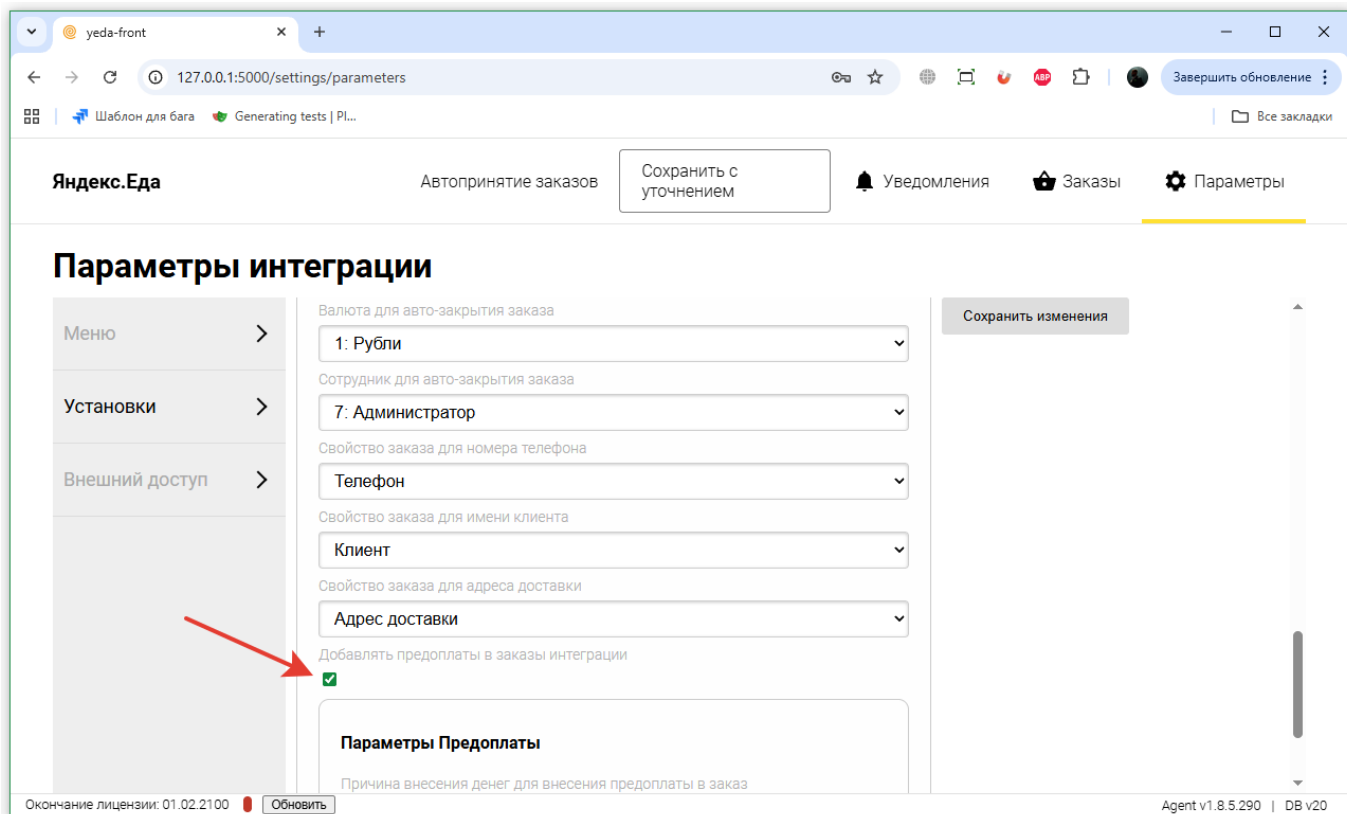 yeda-front
127.0.0.1:5000/settings/parameters
ABP
Завершить обновление
Шаблон для бага
Generating tests | Pl...
Все закладки
Яндекс.Еда
Автопринятие заказов
Сохранить с
уточнением
Уведомления
Заказы
Параметры
Параметры интеграции
Меню
Установки
Внешний доступ
Валюта для авто-закрытия заказа
1: Рубли
Сотрудник для авто-закрытия заказа
7: Администратор
Свойство заказа для номера телефона
Телефон
Свойство заказа для имени клиента
Клиент
Свойство заказа для адреса доставки
Адрес доставки
Добавлять предоплаты в заказы интеграции
Параметры Предоплаты
Причина внесения денег для внесения предоплаты в заказ
Сохранить изменения
Окончание лицензии: 01.02.2100
Обновить
Agent v1.8.5.290 | DB v20